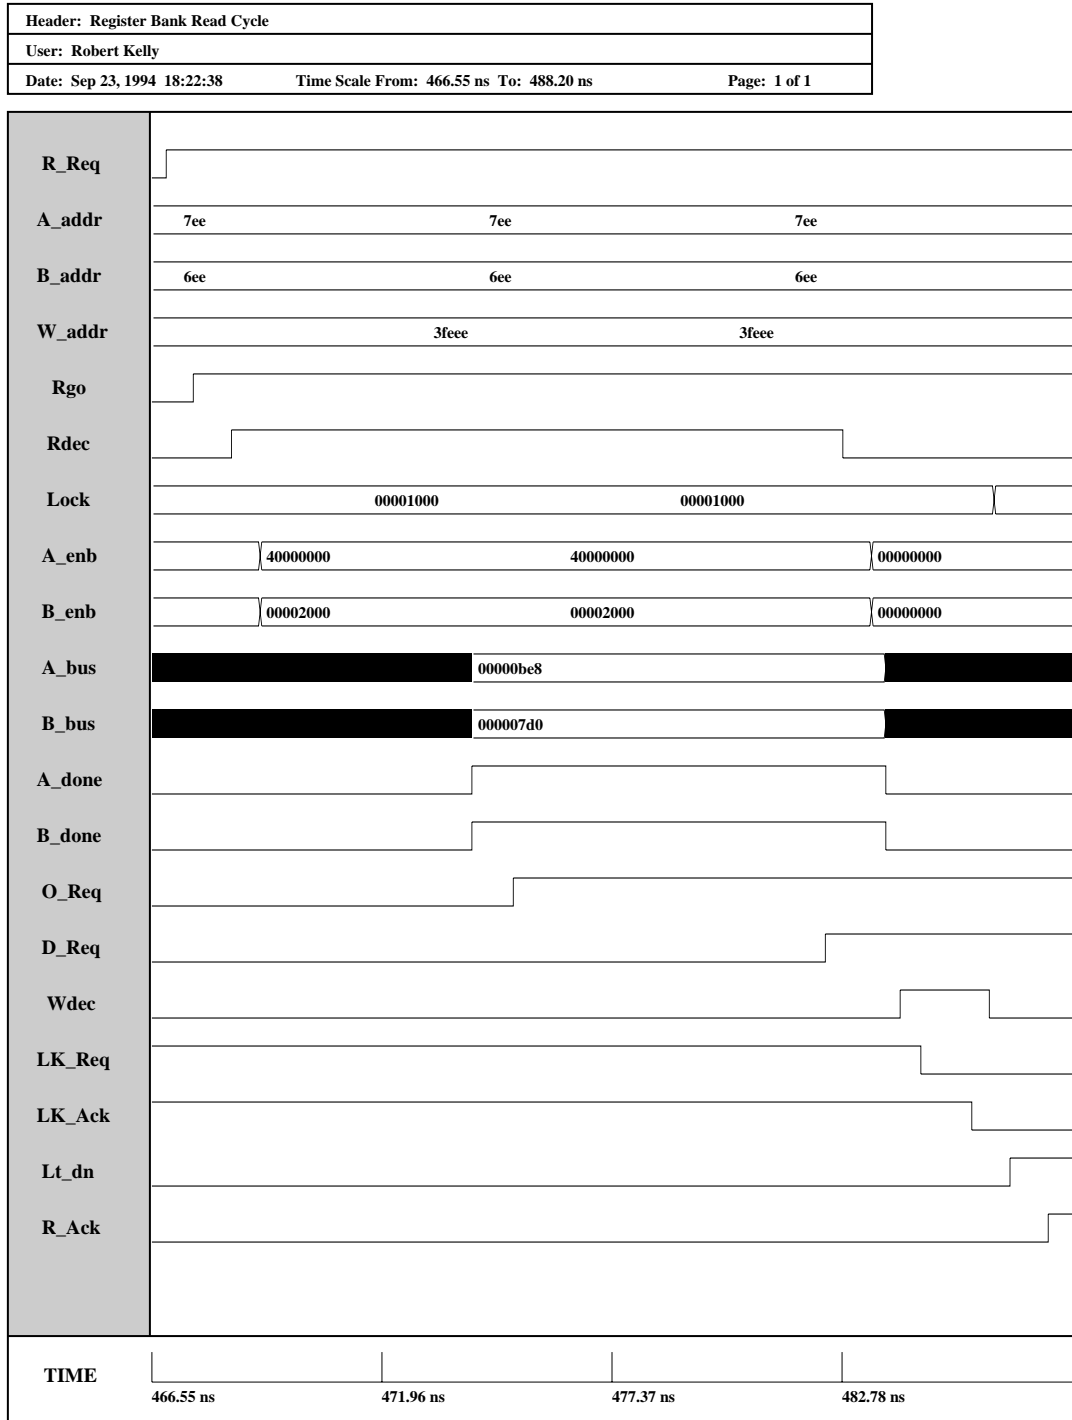 Header: Register Bank Read Cycle
User: Robert Kelly
Date: Sep 23, 1994 18:22:38 Time Scale From: 466.55 ns To: 488.20 ns Page: 1 of 1
R_Req
A_addr 7ee 7ee 7ee
B_addr 6ee 6ee 6ee
W_addr 3feee 3feee
Rgo
Rdec
Lock 00001000 00001000
A_enb 40000000 40000000 00000000
B_enb 00002000 00002000 00000000
A_bus 00000be8
B_bus 000007d0
A_done
B_done
O_Req
D_Req
Wdec
LK_Req
LK_Ack
Lt_dn
R_Ack
TIME
466.55 ns 471.96 ns 477.37 ns 482.78 ns